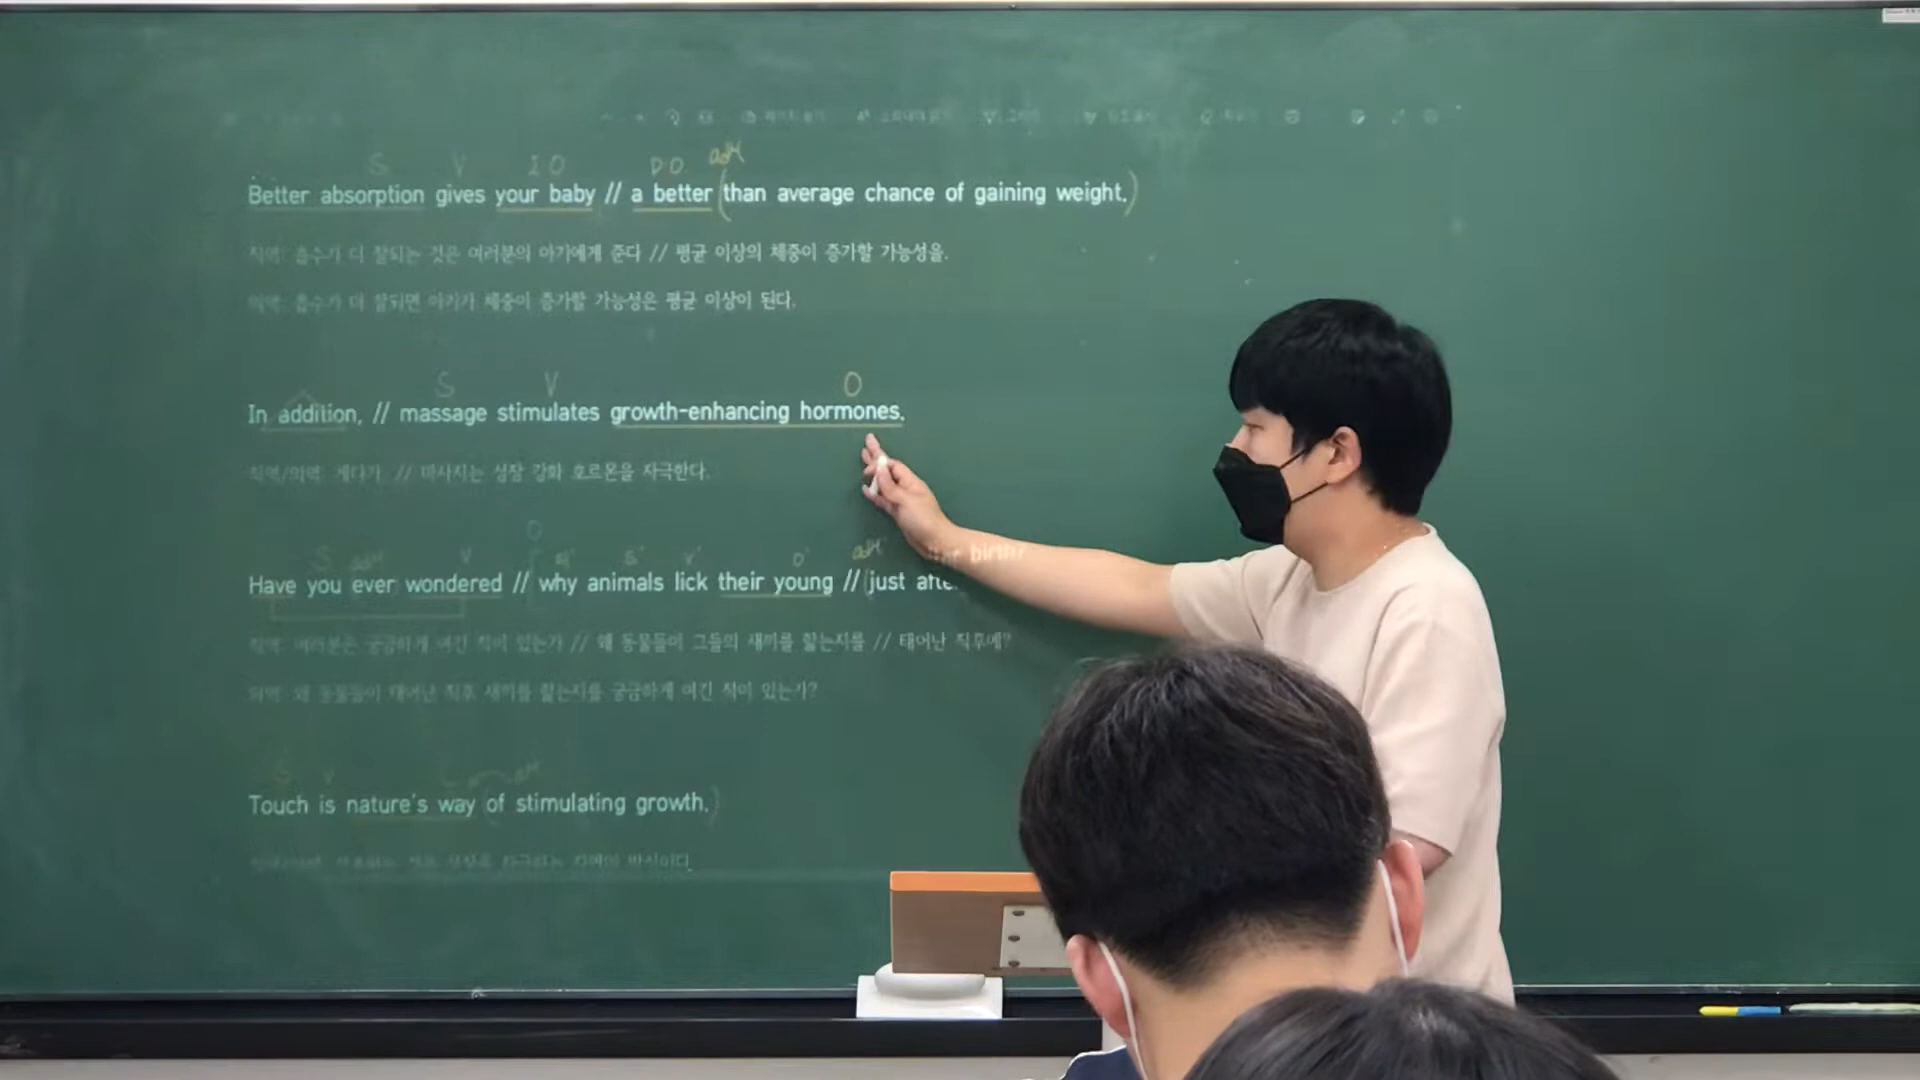 S V I O D.O. adj
Better absorption gives your baby // a better (than average chance of gaining weight.)
직역: 흡수가 더 잘되는 것은 여러분의 아기에게 준다 // 평균 이상의 체중이 증가할 가능성을.
의역: 흡수가 더 잘되면 아기가 체중이 증가할 가능성은 평균 이상이 된다.
S V O
In addition, // massage stimulates growth-enhancing hormones.
직역/의역: 게다가 // 마사지는 성장 강화 호르몬을 자극한다.
O
S V S' V' O'
Have you ever wondered // why animals lick their young // (just after birth?
직역: 여러분은 궁금하게 여긴 적이 있는가 // 왜 동물들이 그들의 새끼를 핥는지를 // 태어난 직후에?
의역: 왜 동물들이 태어난 직후 새끼를 핥는지를 궁금하게 여긴 적이 있는가?
Touch is nature's way (of stimulating growth.)